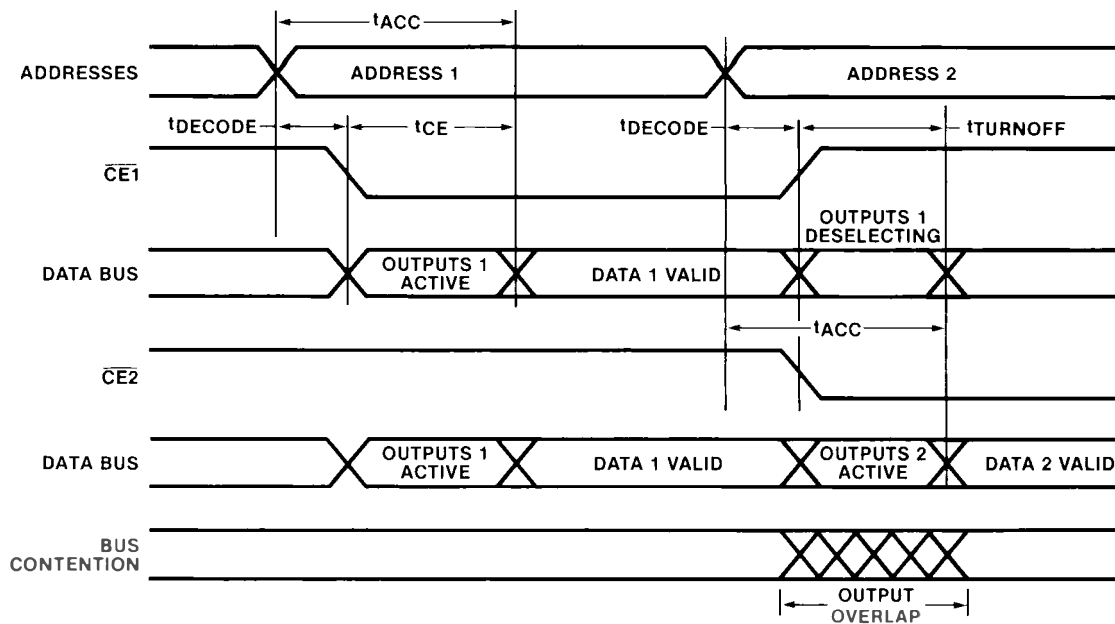 tACC
ADDRESSES
ADDRESS 1
ADDRESS 2
tDECODE
tCE
tDECODE
tTURNOFF
CE1
OUTPUTS 1
DESELECTING
DATA BUS
OUTPUTS 1
ACTIVE
DATA 1 VALID
tACC
CE2
DATA BUS
OUTPUTS 1
ACTIVE
DATA 1 VALID
OUTPUTS 2
ACTIVE
DATA 2 VALID
BUS
CONTENTION
OUTPUT
OVERLAP